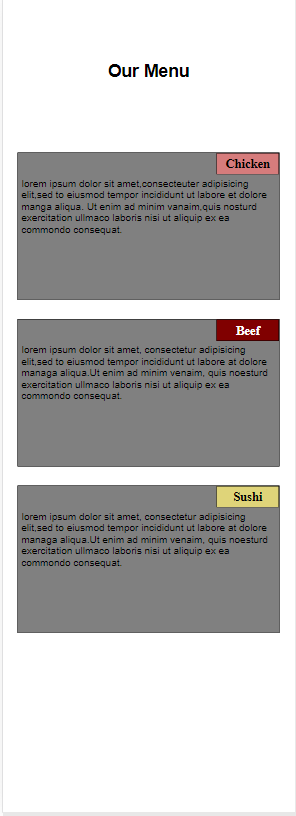 Our Menu
Chicken
lorem ipsum dolor sit amet,consecteuter adipisicing
elit,sed to eiusmod tempor incididunt ut labore et dolore
manga aliqua. Ut enim ad minim vanaim,quis nosturd
exercitation ullmaco laboris nisi ut aliquip ex ea
commondo consequat.
Beef
lorem ipsum dolor sit amet, consectetur adipisicing
elit,sed to eiusmod tempor incididunt ut labore at dolore
managa aliqua.Ut enim ad minim venaim, quis noesturd
exercitation ullamaco laboris nisi ut aliquip ex ea
commondo consequat.
Sushi
lorem ipsum dolor sit amet, consectetur adipisicing
elit,sed to eiusmod tempor incididunt ut labore at dolore
managa aliqua.Ut enim ad minim venaim, quis noesturd
exercitation ullamaco laboris nisi ut aliquip ex ea
commondo consequat.